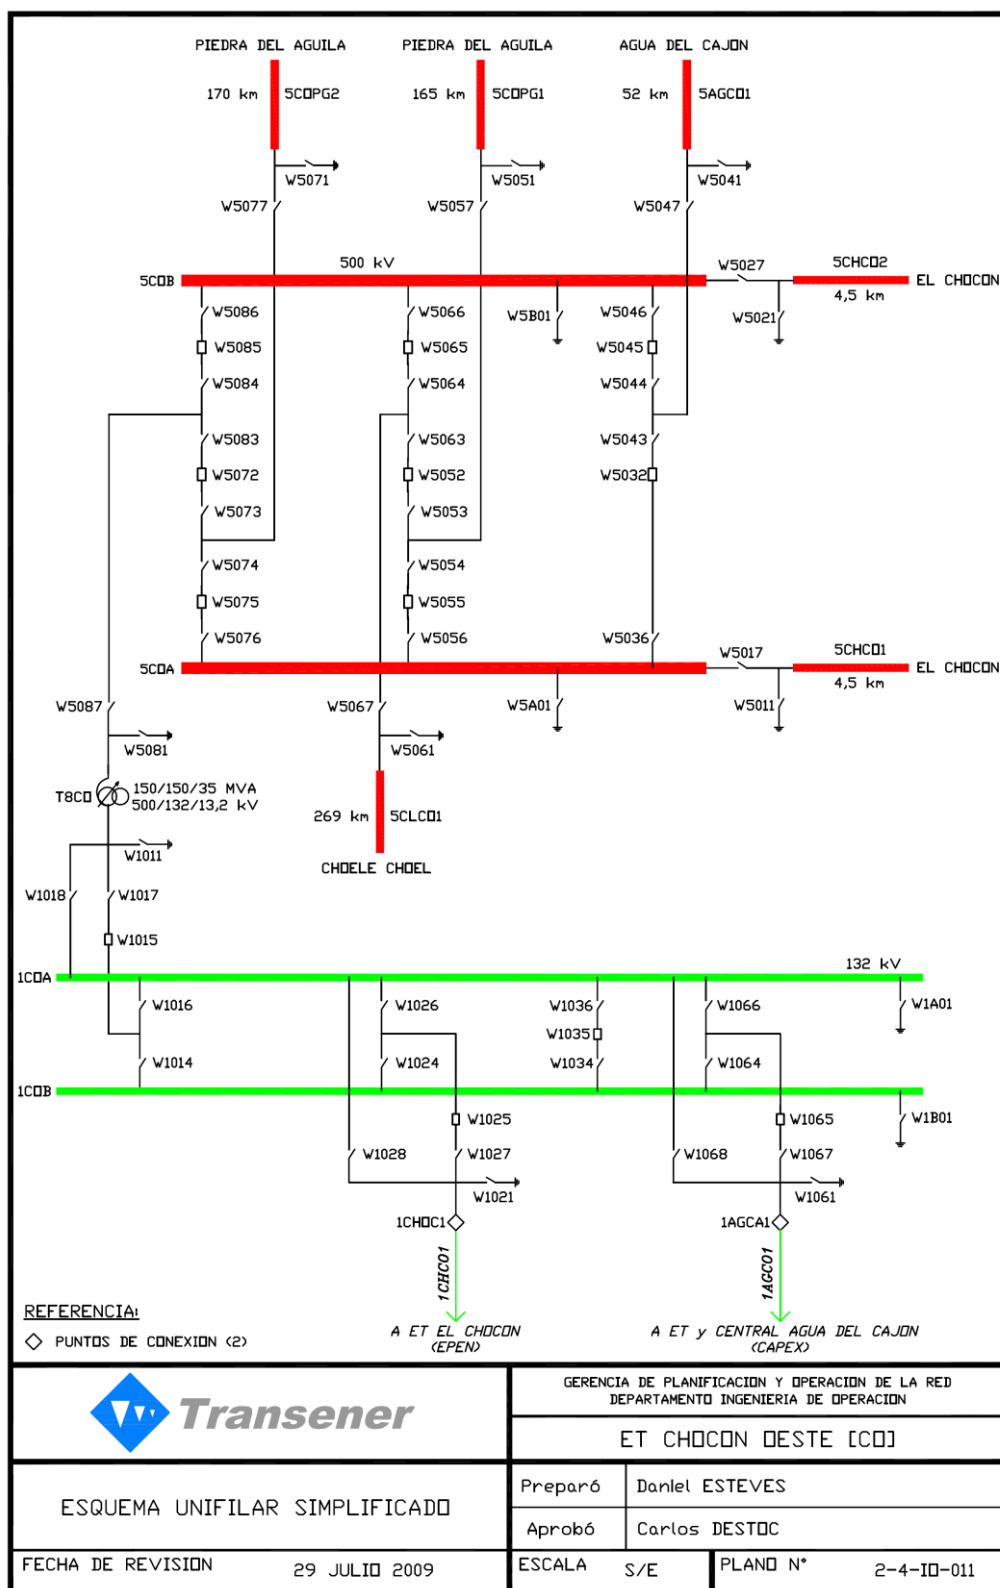 PIEDRA DEL AGUILA
PIEDRA DEL AGUILA
AGUA DEL CAJON
170 km
5COPG2
165 km
5COPG1
52 km
5AGCO1
W5071
W5051
W5041
W5077
W5057
W5047
500 kV
5COB
W5027
5CHCO2
EL CHOCON
4,5 km
W5086
W5066
W5B01
W5046
W5021
W5085
W5065
W5045
W5084
W5064
W5044
W5083
W5063
W5043
W5072
W5052
W5032
W5073
W5053
W5074
W5054
W5075
W5055
W5076
W5056
W5036
5COA
W5017
5CHCO1
EL CHOCON
4,5 km
W5087
W5067
W5A01
W5011
W5081
W5061
T8CO
150/150/35 MVA
500/132/13,2 kV
269 km
5CLCO1
W1011
CHOELE CHOEL
W1018
W1017
W1015
1COA
132 kV
W1016
W1026
W1036
W1066
W1A01
W1035
W1014
W1024
W1034
W1064
1COB
W1025
W1065
W1B01
W1028
W1027
W1068
W1067
W1021
W1061
1CHOC1
1AGCA1
1CHCO1
1AGCO1
REFERENCIA:
PUNTOS DE CONEXION (2)
A ET EL CHOCON
(EPEN)
A ET y CENTRAL AGUA DEL CAJON
(CAPEX)
Transener
GERENCIA DE PLANIFICACION Y OPERACION DE LA RED
DEPARTAMENTO INGENIERIA DE OPERACION
ET CHOCON OESTE [CO]
ESQUEMA UNIFILAR SIMPLIFICADO
Preparó
Daniel ESTEVES
Aprobó
Carlos DESTOC
FECHA DE REVISION
29 JULIO 2009
ESCALA
S/E
PLANO N°
2-4-IO-011